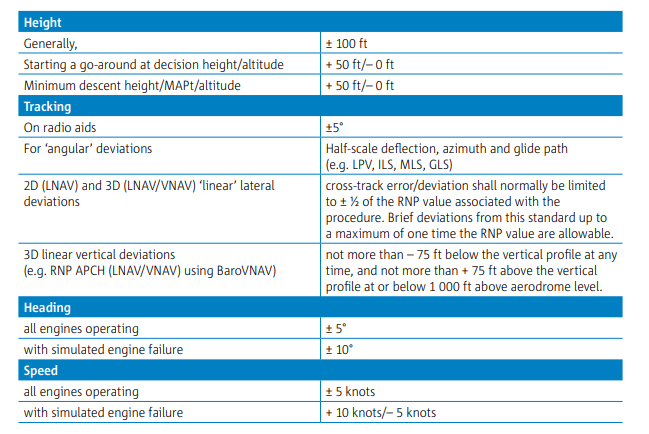 Height
Generally, ± 100 ft
Starting a go-around at decision height/altitude + 50 ft/– 0 ft
Minimum descent height/MAPt/altitude + 50 ft/– 0 ft
Tracking
On radio aids ±5˚
For ‘angular’ deviations Half-scale deflection, azimuth and glide path
(e.g. LPV, ILS, MLS, GLS)
2D (LNAV) and 3D (LNAV/VNAV) ‘linear’ lateral cross-track error/deviation shall normally be limited
deviations to ± ½ of the RNP value associated with the
procedure. Brief deviations from this standard up to
a maximum of one time the RNP value are allowable.
3D linear vertical deviations not more than – 75 ft below the vertical profile at any
(e.g. RNP APCH (LNAV/VNAV) using BaroVNAV) time, and not more than + 75 ft above the vertical
profile at or below 1 000 ft above aerodrome level.
Heading
all engines operating ± 5˚
with simulated engine failure ± 10˚
Speed
all engines operating ± 5 knots
with simulated engine failure + 10 knots/– 5 knots